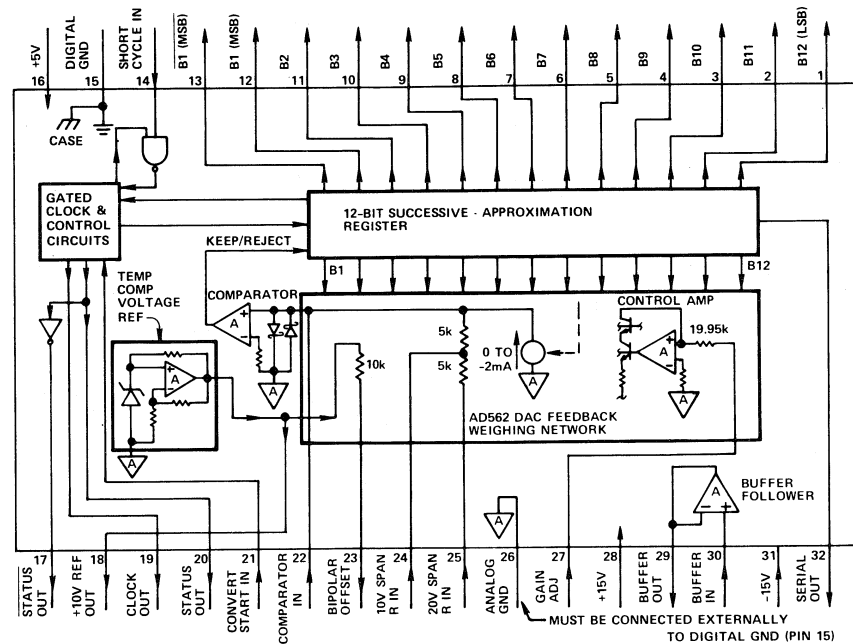 +5V
DIGITAL GND
SHORT CYCLE IN
B1 (MSB)
B1 (MSB)
B2
B3
B4
B5
B6
B7
B8
B9
B10
B11
B12 (LSB)
16
15
14
13
12
11
10
9
8
7
6
5
4
3
2
1
CASE
GATED
CLOCK &
CONTROL
CIRCUITS
12-BIT SUCCESSIVE - APPROXIMATION
REGISTER
KEEP/REJECT
B1
B12
TEMP
COMP
VOLTAGE
REF
COMPARATOR
A
A
CONTROL AMP
5k
5k
10k
0 TO
-2mA
A
19.95k
A
A
A
A
AD562 DAC FEEDBACK
WEIGHING NETWORK
A
BUFFER
FOLLOWER
A
17
18
19
20
21
22
23
24
25
26
27
28
29
30
31
32
STATUS OUT
+10V REF OUT
CLOCK OUT
STATUS OUT
CONVERT START IN
COMPARATOR IN
BIPOLAR OFFSET
10V SPAN R IN
20V SPAN R IN
ANALOG GND
GAIN ADJ
+15V
BUFFER OUT
BUFFER IN
-15V
SERIAL OUT
MUST BE CONNECTED EXTERNALLY
TO DIGITAL GND (PIN 15)